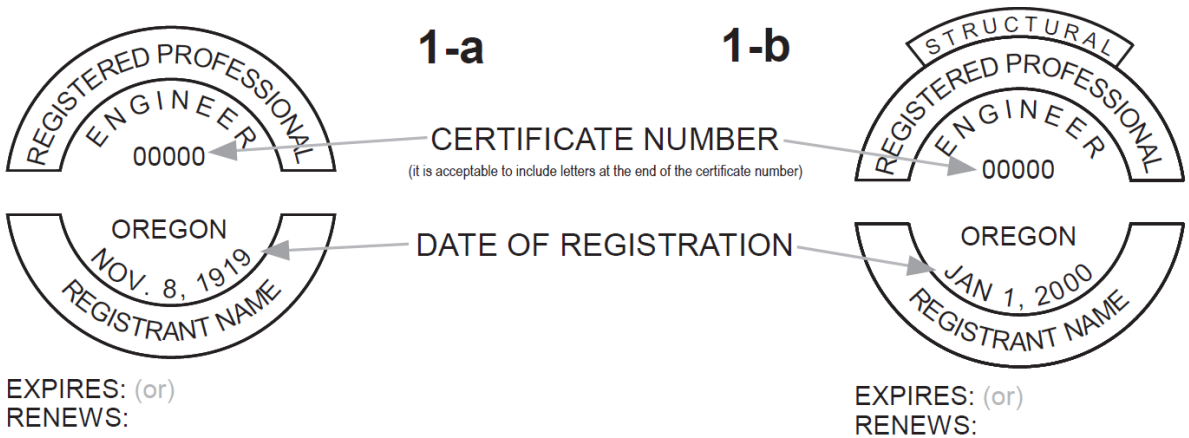 1-a
1-b
REGISTERED PROFESSIONAL
ENGINEER
00000
OREGON
NOV. 8, 1919
REGISTRANT NAME
EXPIRES: (or)
RENEWS:
CERTIFICATE NUMBER
(it is acceptable to include letters at the end of the certificate number)
DATE OF REGISTRATION
STRUCTURAL
REGISTERED PROFESSIONAL
ENGINEER
00000
OREGON
JAN 1, 2000
REGISTRANT NAME
EXPIRES: (or)
RENEWS: